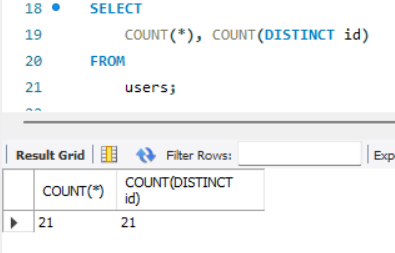 18 SELECT
19 COUNT(*), COUNT(DISTINCT id)
20 FROM
21 users;
Result Grid Filter Rows: Exp
COUNT(*) COUNT(DISTINCT
id)
21 21